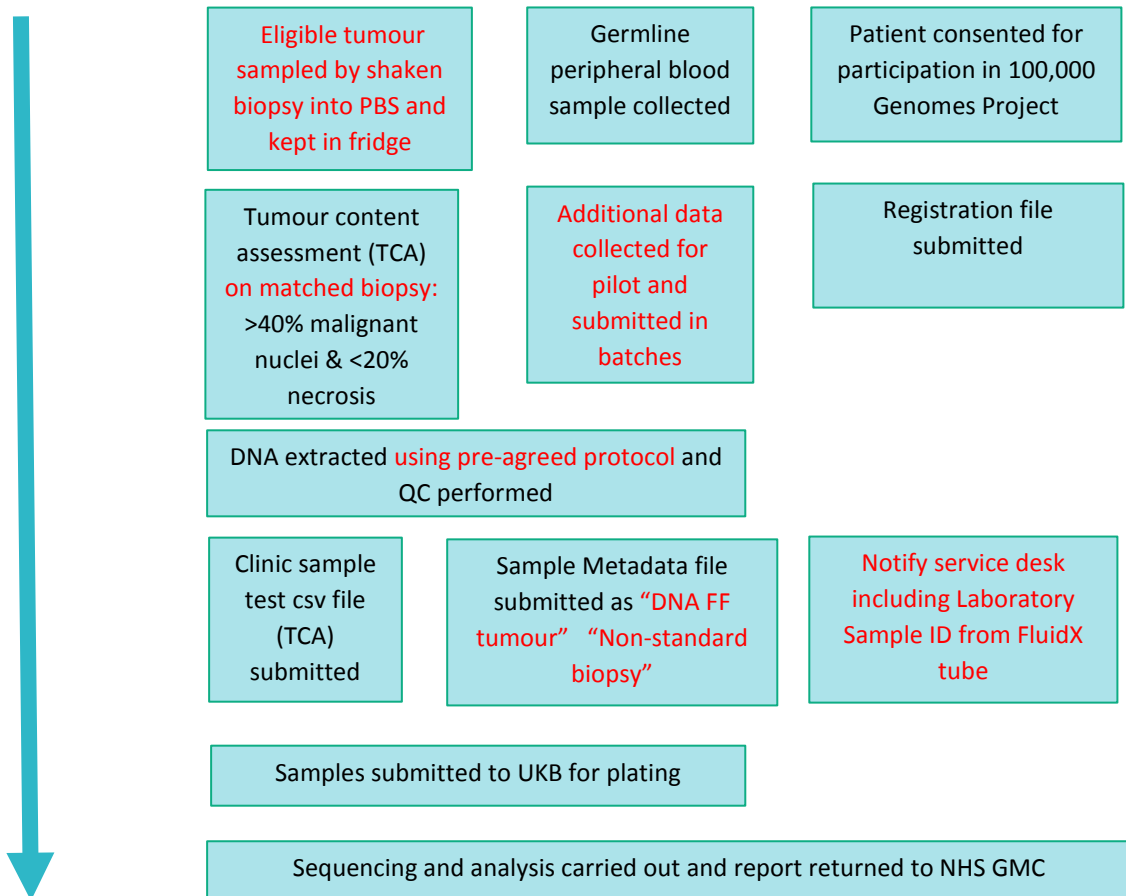 Eligible tumour
sampled by shaken
biopsy into PBS and
kept in fridge
Germline
peripheral blood
sample collected
Patient consented for
participation in 100,000
Genomes Project
Tumour content
assessment (TCA)
on matched biopsy:
>40% malignant
nuclei & <20%
necrosis
Additional data
collected for
pilot and
submitted in
batches
Registration file
submitted
DNA extracted using pre-agreed protocol and
QC performed
Clinic sample
test csv file
(TCA)
submitted
Sample Metadata file
submitted as “DNA FF
tumour” “Non-standard
biopsy”
Notify service desk
including Laboratory
Sample ID from FluidX
tube
Samples submitted to UKB for plating
Sequencing and analysis carried out and report returned to NHS GMC